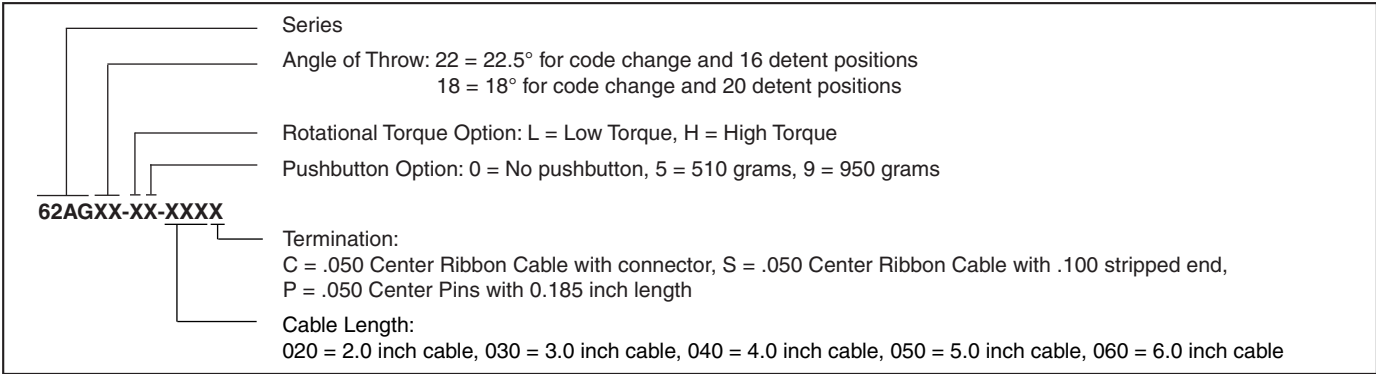 Series
Angle of Throw: 22 = 22.5° for code change and 16 detent positions
18 = 18° for code change and 20 detent positions
Rotational Torque Option: L = Low Torque, H = High Torque
Pushbutton Option: 0 = No pushbutton, 5 = 510 grams, 9 = 950 grams
62AGXX-XX-XXXX
Termination:
C = .050 Center Ribbon Cable with connector, S = .050 Center Ribbon Cable with .100 stripped end,
P = .050 Center Pins with 0.185 inch length
Cable Length:
020 = 2.0 inch cable, 030 = 3.0 inch cable, 040 = 4.0 inch cable, 050 = 5.0 inch cable, 060 = 6.0 inch cable